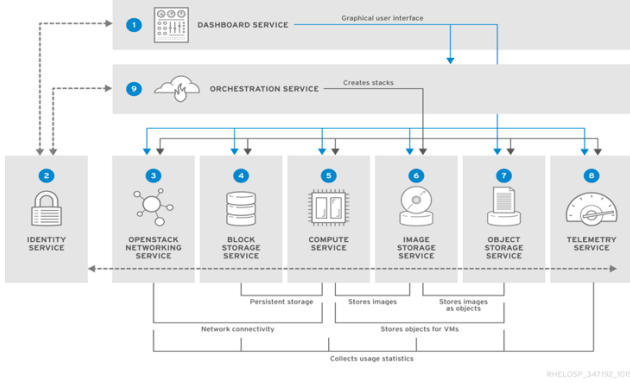 1
DASHBOARD SERVICE
Graphical user interface
9
ORCHESTRATION SERVICE
Creates stacks
2
IDENTITY
SERVICE
3
OPENSTACK
NETWORKING
SERVICE
4
BLOCK
STORAGE
SERVICE
5
COMPUTE
SERVICE
6
IMAGE
STORAGE
SERVICE
7
OBJECT
STORAGE
SERVICE
8
TELEMETRY
SERVICE
Persistent storage
Stores images
Stores images
as objects
Network connectivity
Stores objects for VMs
Collects usage statistics
RHELOSP_347192_1015